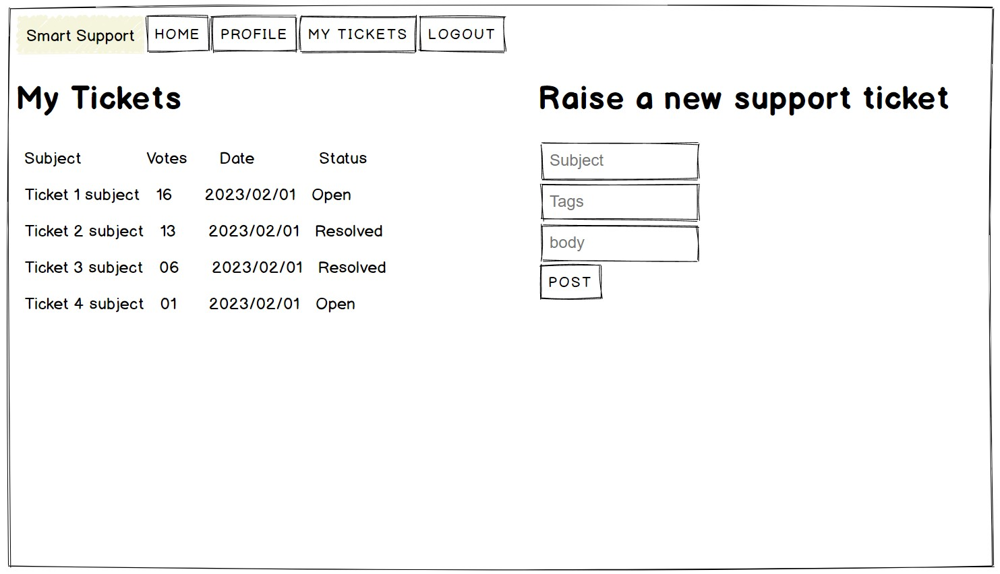 Smart Support HOME PROFILE MY TICKETS LOGOUT
My Tickets
Subject Votes Date Status
Ticket 1 subject 16 2023/02/01 Open
Ticket 2 subject 13 2023/02/01 Resolved
Ticket 3 subject 06 2023/02/01 Resolved
Ticket 4 subject 01 2023/02/01 Open
Raise a new support ticket
Subject
Tags
body
POST